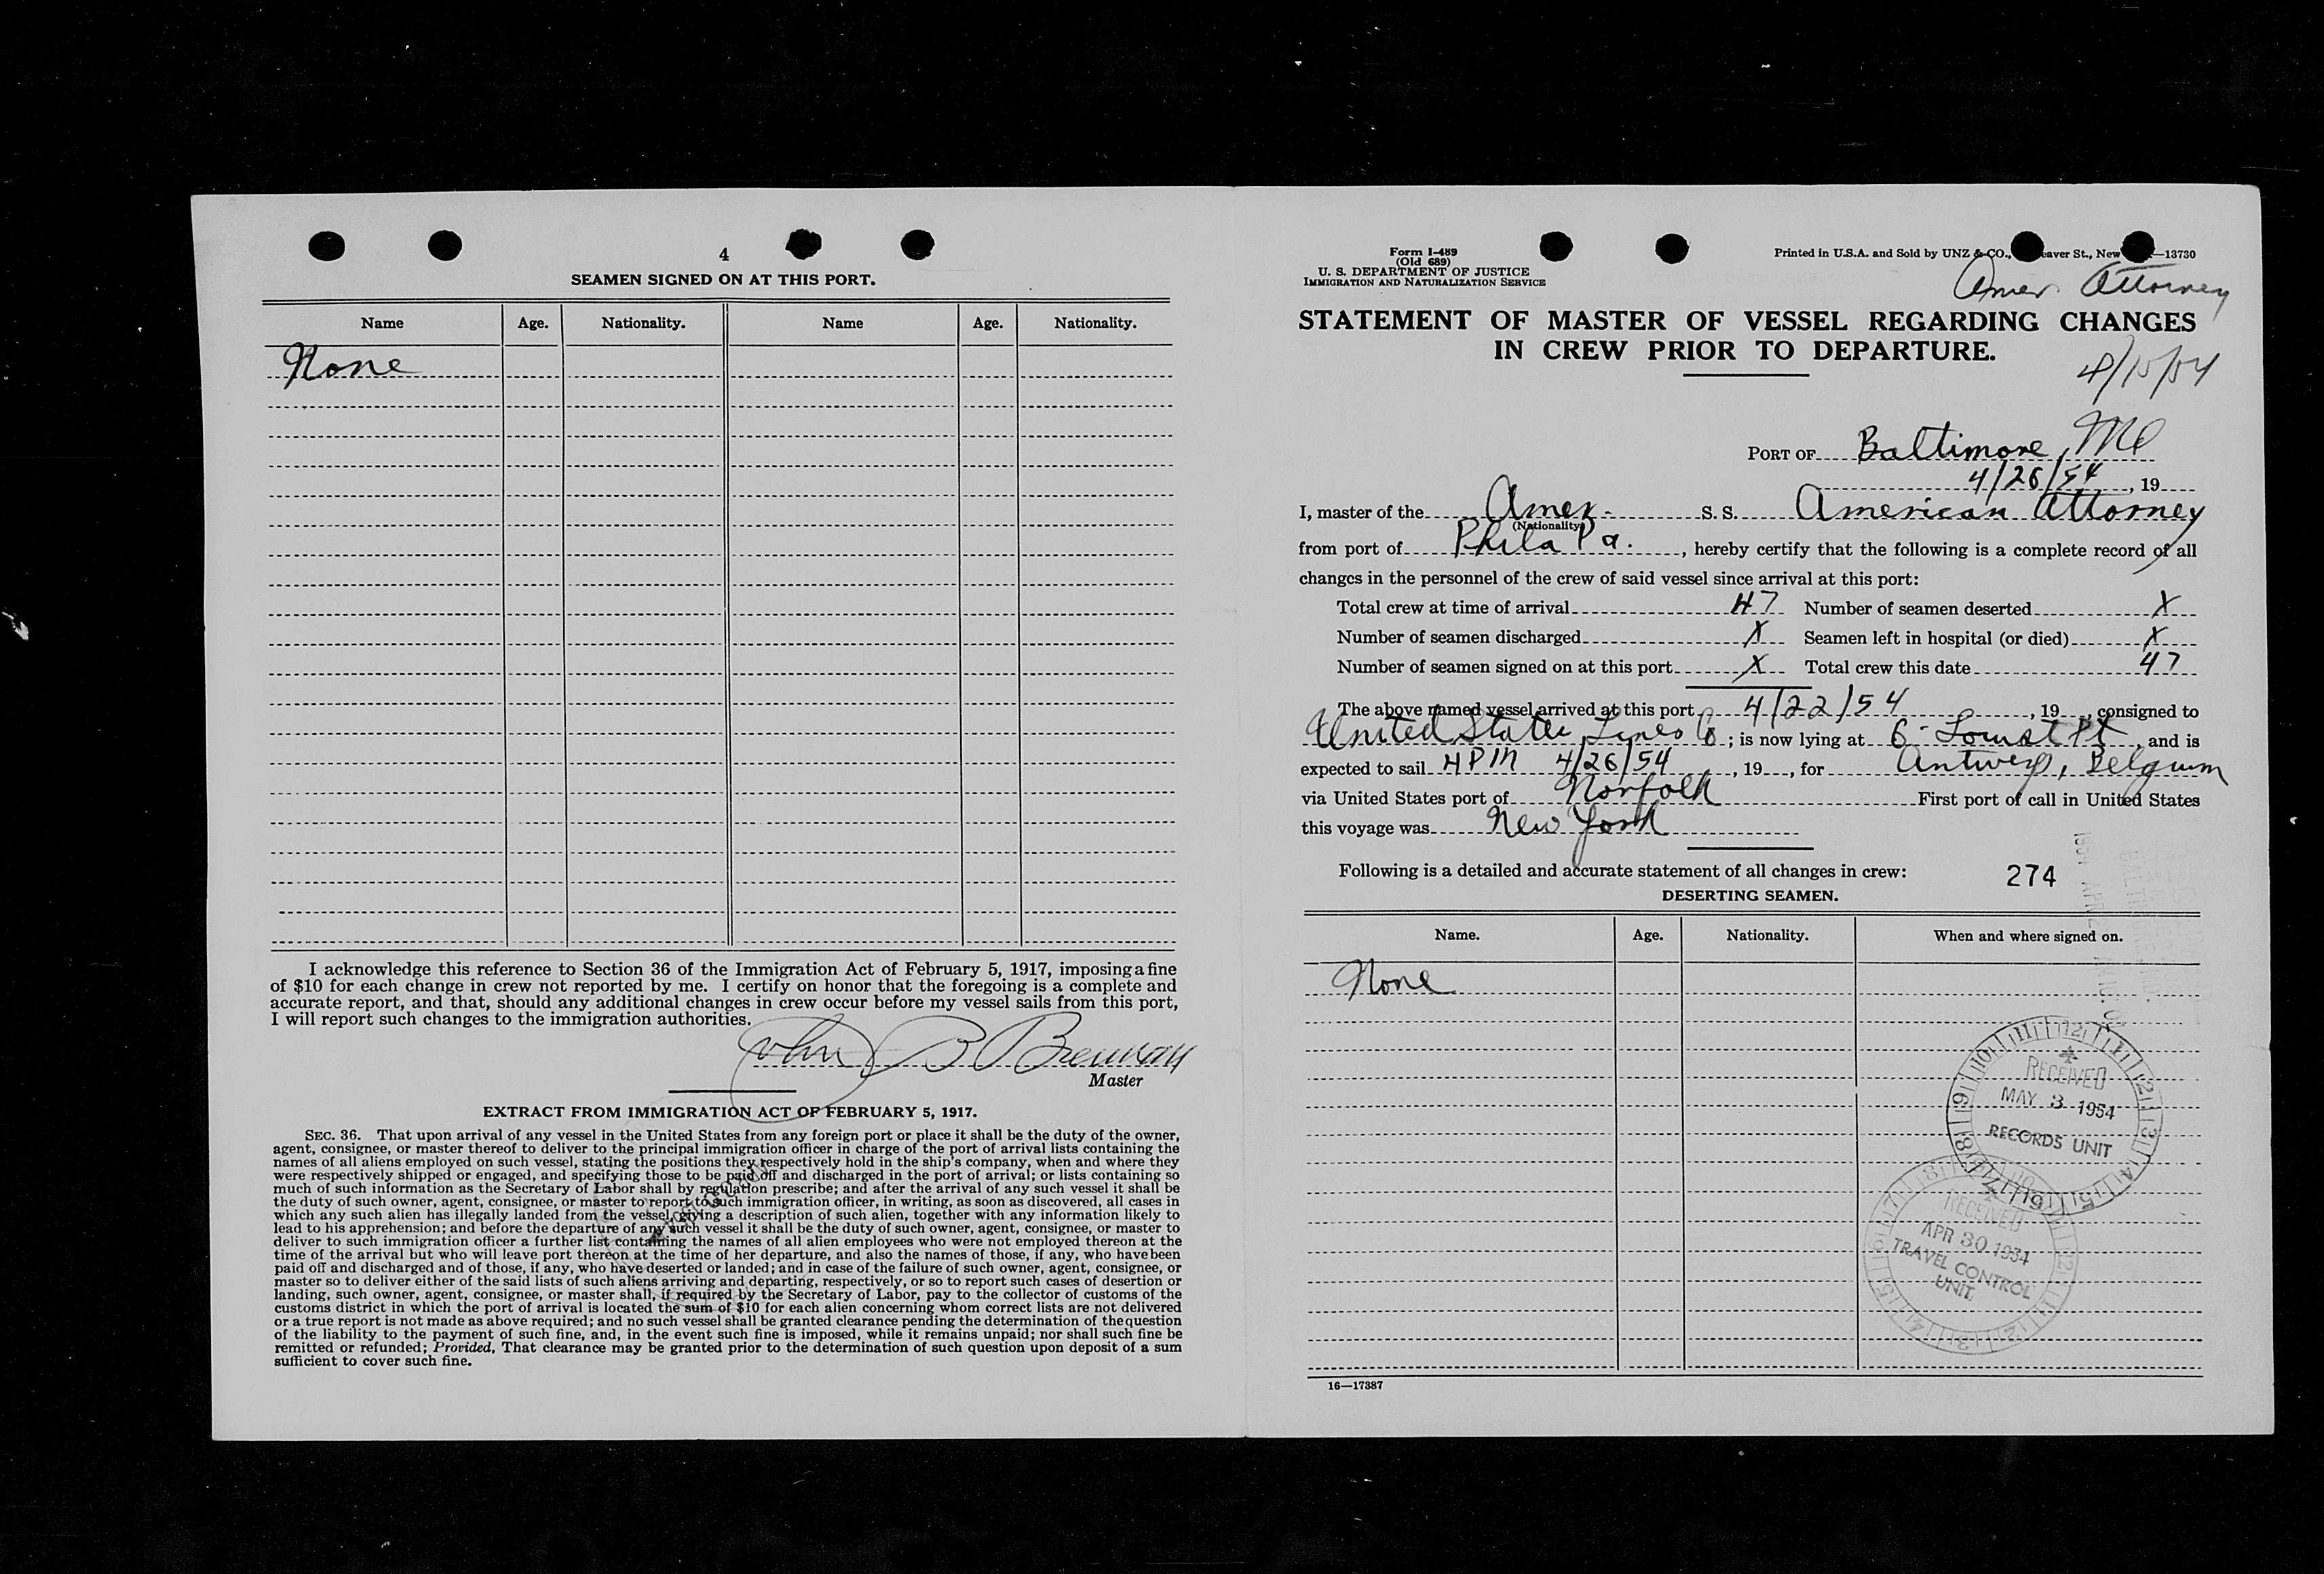 4
SEAMEN SIGNED ON AT THIS PORT.
Name Age. Nationality. Name Age. Nationality.
None
I acknowledge this reference to Section 36 of the Immigration Act of February 5, 1917, imposing a fine
of $10 for each change in crew not reported by me. I certify on honor that the foregoing is a complete and
accurate report, and that, should any additional changes in crew occur before my vessel sails from this port,
I will report such changes to the immigration authorities.
John B Brennan
Master
EXTRACT FROM IMMIGRATION ACT OF FEBRUARY 5, 1917.
SEC. 36. That upon arrival of any vessel in the United States from any foreign port or place it shall be the duty of the owner,
agent, consignee, or master thereof to deliver to the principal immigration officer in charge of the port of arrival lists containing the
names of all aliens employed on such vessel, stating the positions they respectively hold in the ship's company, when and where they
were respectively shipped or engaged, and specifying those to be paid off and discharged in the port of arrival; or lists containing so
much of such information as the Secretary of Labor shall by regulation prescribe; and after the arrival of any such vessel it shall be
the duty of such owner, agent, consignee, or master to report to such immigration officer, in writing, as soon as discovered, all cases in
which any such alien has illegally landed from the vessel, giving a description of such alien, together with any information likely to
lead to his apprehension; and before the departure of any such vessel it shall be the duty of such owner, agent, consignee, or master to
deliver to such immigration officer a further list containing the names of all alien employees who were not employed thereon at the
time of the arrival but who will leave port thereon at the time of her departure, and also the names of those, if any, who have been
paid off and discharged and of those, if any, who have deserted or landed; and in case of the failure of such owner, agent, consignee, or
master so to deliver either of the said lists of such aliens arriving and departing, respectively, or so to report such cases of desertion or
landing, such owner, agent, consignee, or master shall, if required by the Secretary of Labor, pay to the collector of customs of the
customs district in which the port of arrival is located the sum of $10 for each alien concerning whom correct lists are not delivered
or a true report is not made as above required; and no such vessel shall be granted clearance pending the determination of the question
of the liability to the payment of such fine, and, in the event such fine is imposed, while it remains unpaid; nor shall such fine be
remitted or refunded; Provided, That clearance may be granted prior to the determination of such question upon deposit of a sum
sufficient to cover such fine.
Form I-489
(Old 689)
U. S. DEPARTMENT OF JUSTICE
IMMIGRATION AND NATURALIZATION SERVICE
Printed in U.S.A. and Sold by UNZ & CO., eaver St., New —13730
Amer Attorney
STATEMENT OF MASTER OF VESSEL REGARDING CHANGES
IN CREW PRIOR TO DEPARTURE.
4/15/54
PORT OF Baltimore, Md
4/26/54, 19
I, master of the Amer. S. S. American Attorney
(Nationality)
from port of Phila Pa., hereby certify that the following is a complete record of all
changes in the personnel of the crew of said vessel since arrival at this port:
Total crew at time of arrival 47 Number of seamen deserted X
Number of seamen discharged X Seamen left in hospital (or died) X
Number of seamen signed on at this port X Total crew this date 47
The above named vessel arrived at this port 4/22/54, 19, consigned to
United States Lines Co; is now lying at 6 - Locust Pt, and is
expected to sail 4PM 4/26/54, 19, for Antwerp, Belgium
via United States port of Norfolk First port of call in United States
this voyage was New York
Following is a detailed and accurate statement of all changes in crew:
274
DESERTING SEAMEN.
Name. Age. Nationality. When and where signed on.
None
RECEIVED
MAY 3 1954
RECORDS UNIT
RECEIVED
APR 30 1954
TRAVEL CONTROL
UNIT
16—17387